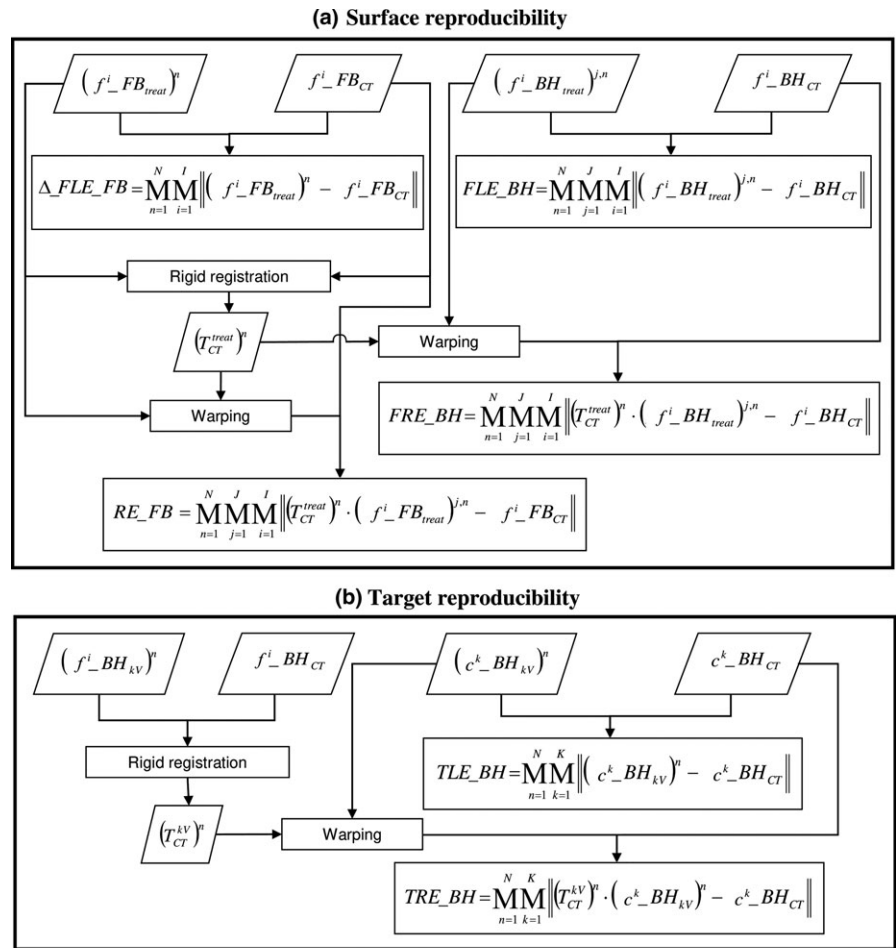 (a) Surface reproducibility
( f^i_FB_treat )^n
f^i_FB_CT
( f^i_BH_treat )^{j,n}
f^i_BH_CT
Δ_FLE_FB = M_{n=1}^{N} M_{i=1}^{I} ‖( f^i_FB_treat )^n − f^i_FB_CT‖
FLE_BH = M_{n=1}^{N} M_{j=1}^{J} M_{i=1}^{I} ‖( f^i_BH_treat )^{j,n} − f^i_BH_CT‖
Rigid registration
(T_CT^treat)^n
Warping
Warping
FRE_BH = M_{n=1}^{N} M_{j=1}^{J} M_{i=1}^{I} ‖(T_CT^treat)^n · ( f^i_BH_treat )^{j,n} − f^i_BH_CT‖
RE_FB = M_{n=1}^{N} M_{j=1}^{J} M_{i=1}^{I} ‖(T_CT^treat)^n · ( f^i_FB_treat )^{j,n} − f^i_FB_CT‖
(b) Target reproducibility
( f^i_BH_kV )^n
f^i_BH_CT
( c^k_BH_kV )^n
c^k_BH_CT
Rigid registration
TLE_BH = M_{n=1}^{N} M_{k=1}^{K} ‖( c^k_BH_kV )^n − c^k_BH_CT‖
(T_CT^kV)^n
Warping
TRE_BH = M_{n=1}^{N} M_{k=1}^{K} ‖(T_CT^kV)^n · ( c^k_BH_kV )^n − c^k_BH_CT‖